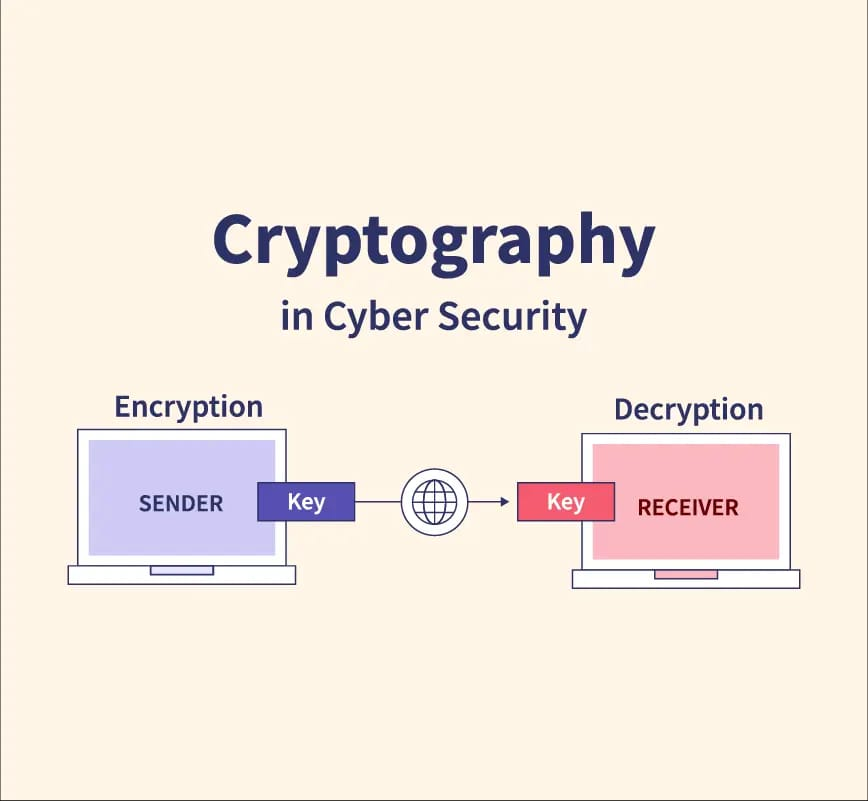 Cryptography
in Cyber Security
Encryption
Decryption
SENDER
Key
Key
RECEIVER